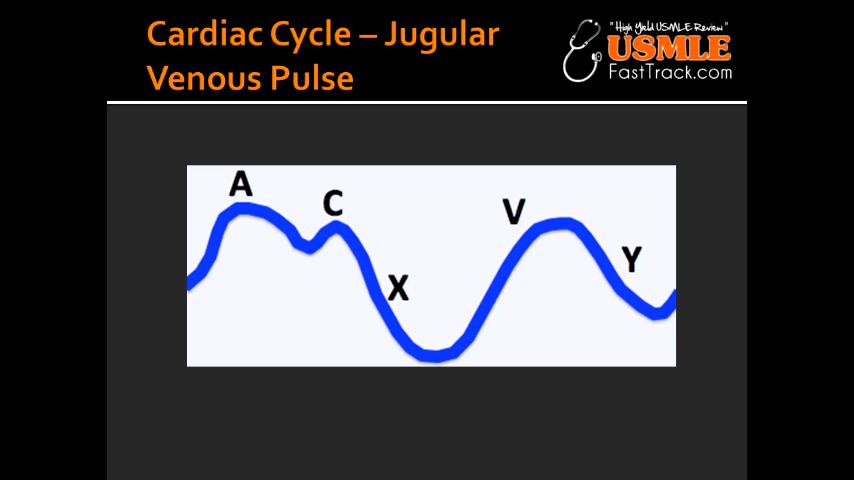 Cardiac Cycle – Jugular
Venous Pulse
"High Yield USMLE Review"
USMLE
FastTrack.com
A
C
X
V
Y